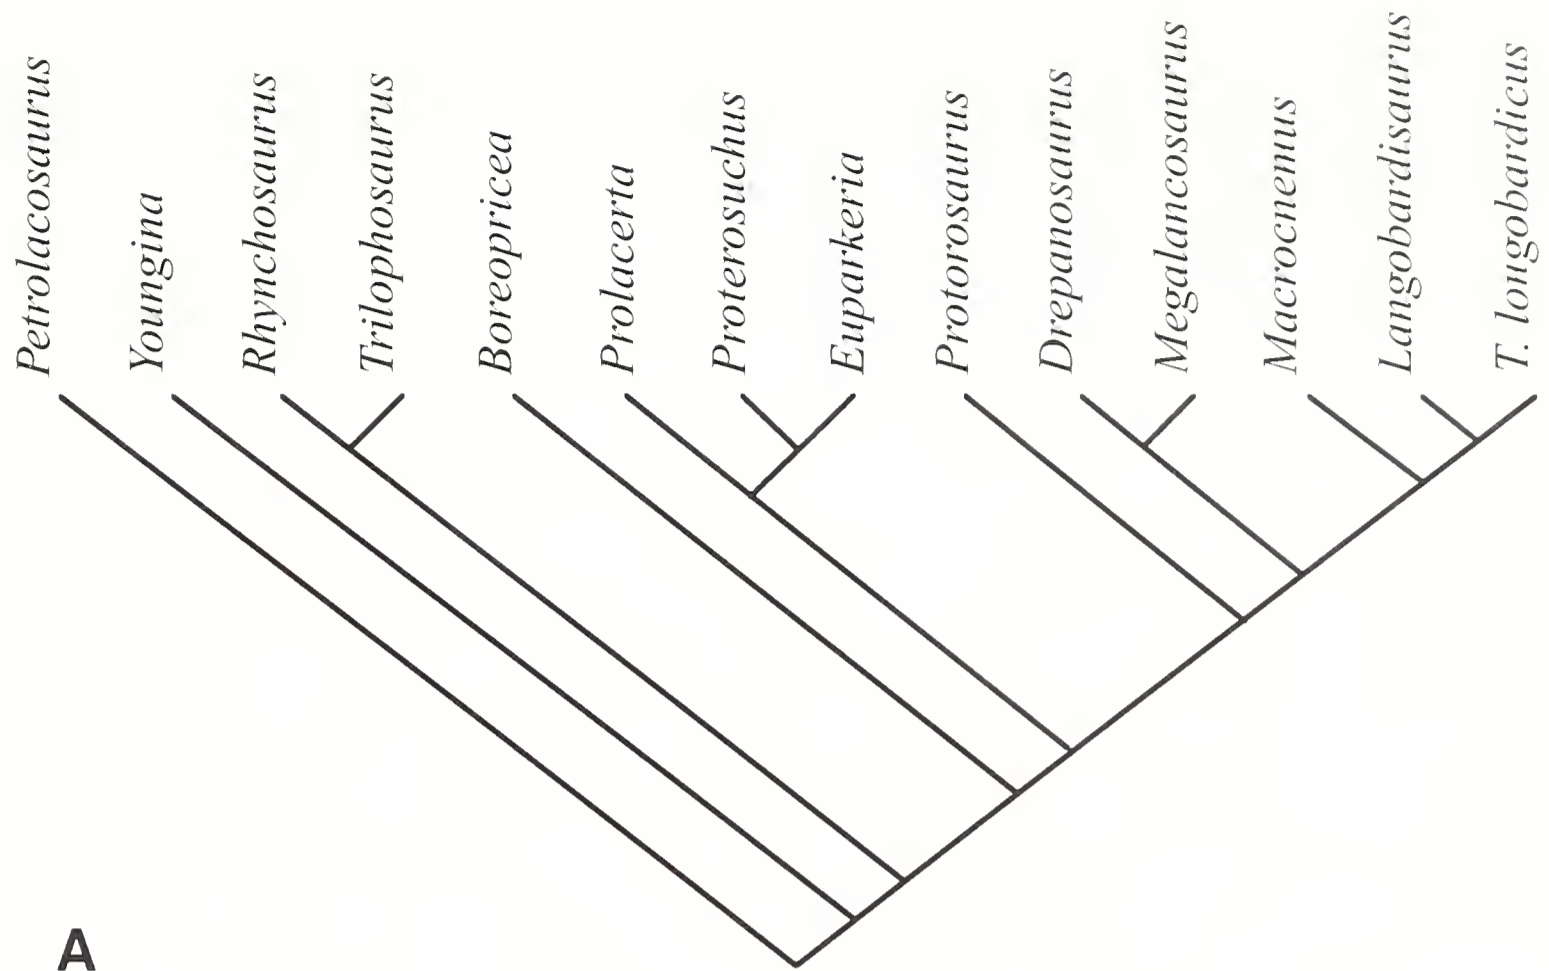 Petrolacosaurus
Youngina
Rhynchosaurus
Trilophosaurus
Boreopricea
Prolacerta
Proterosuchus
Euparkeria
Protorosaurus
Drepanosaurus
Megalancosaurus
Macrocnemus
Langobardisaurus
T. longobardicus
A